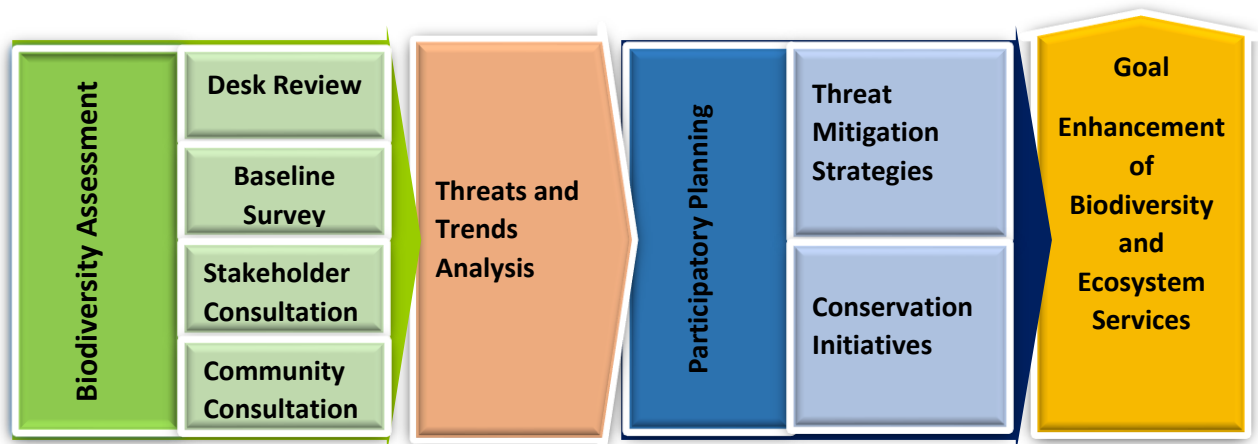 Biodiversity Assessment
Desk Review
Baseline
Survey
Stakeholder
Consultation
Community
Consultation
Threats and
Trends
Analysis
Participatory Planning
Threat
Mitigation
Strategies
Conservation
Initiatives
Goal
Enhancement
of
Biodiversity
and
Ecosystem
Services